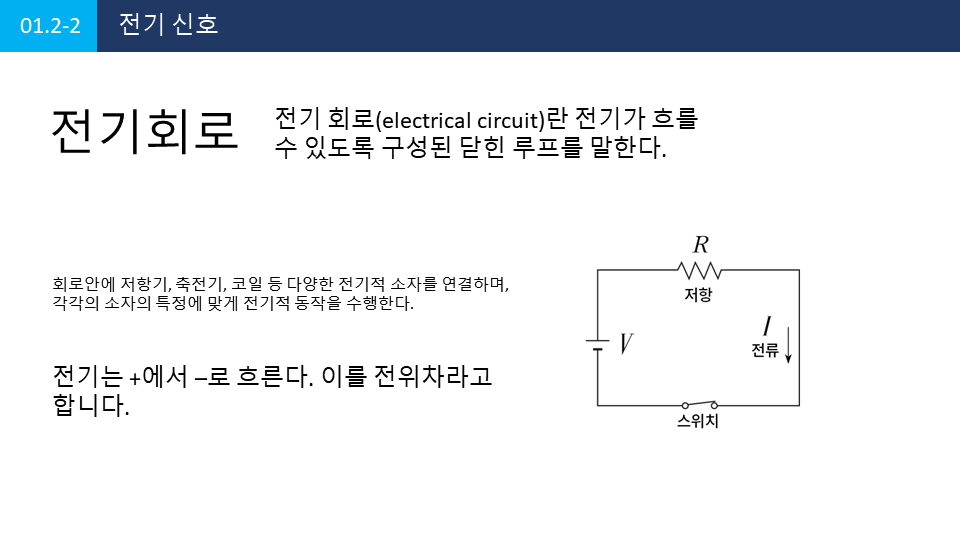 01.2-2
전기 신호
전기회로
전기 회로(electrical circuit)란 전기가 흐를
수 있도록 구성된 닫힌 루프를 말한다.
회로안에 저항기, 축전기, 코일 등 다양한 전기적 소자를 연결하며,
각각의 소자의 특정에 맞게 전기적 동작을 수행한다.
전기는 +에서 –로 흐른다. 이를 전위차라고
합니다.
R
저항
I
전류
V
스위치